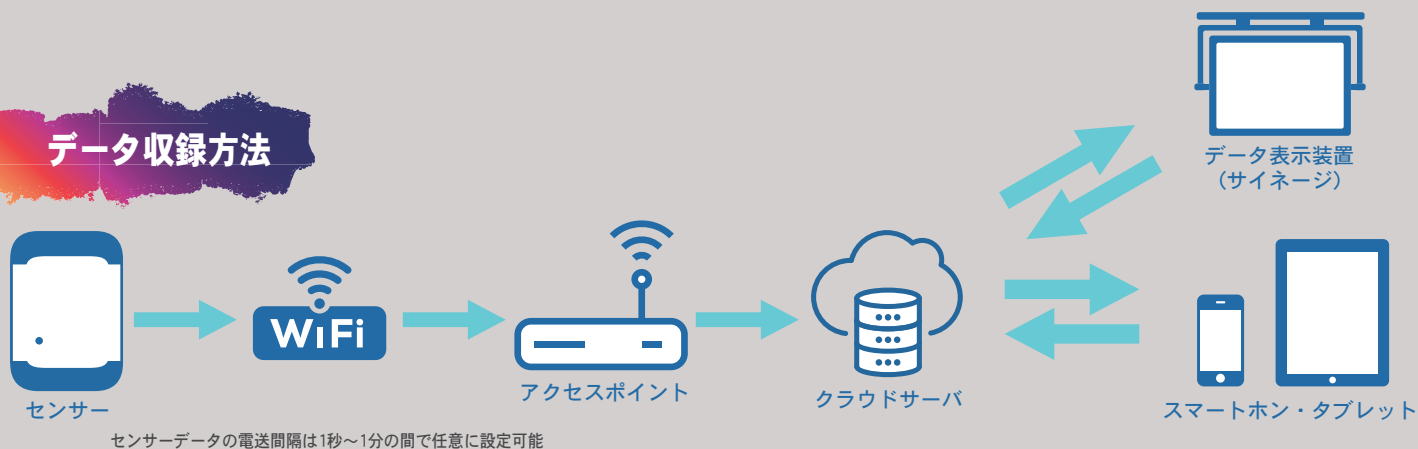 データ収録方法
データ表示装置
（サイネージ）
WiFi
センサー
アクセスポイント
クラウドサーバ
スマートホン・タブレット
センサーデータの電送間隔は1秒～1分の間で任意に設定可能